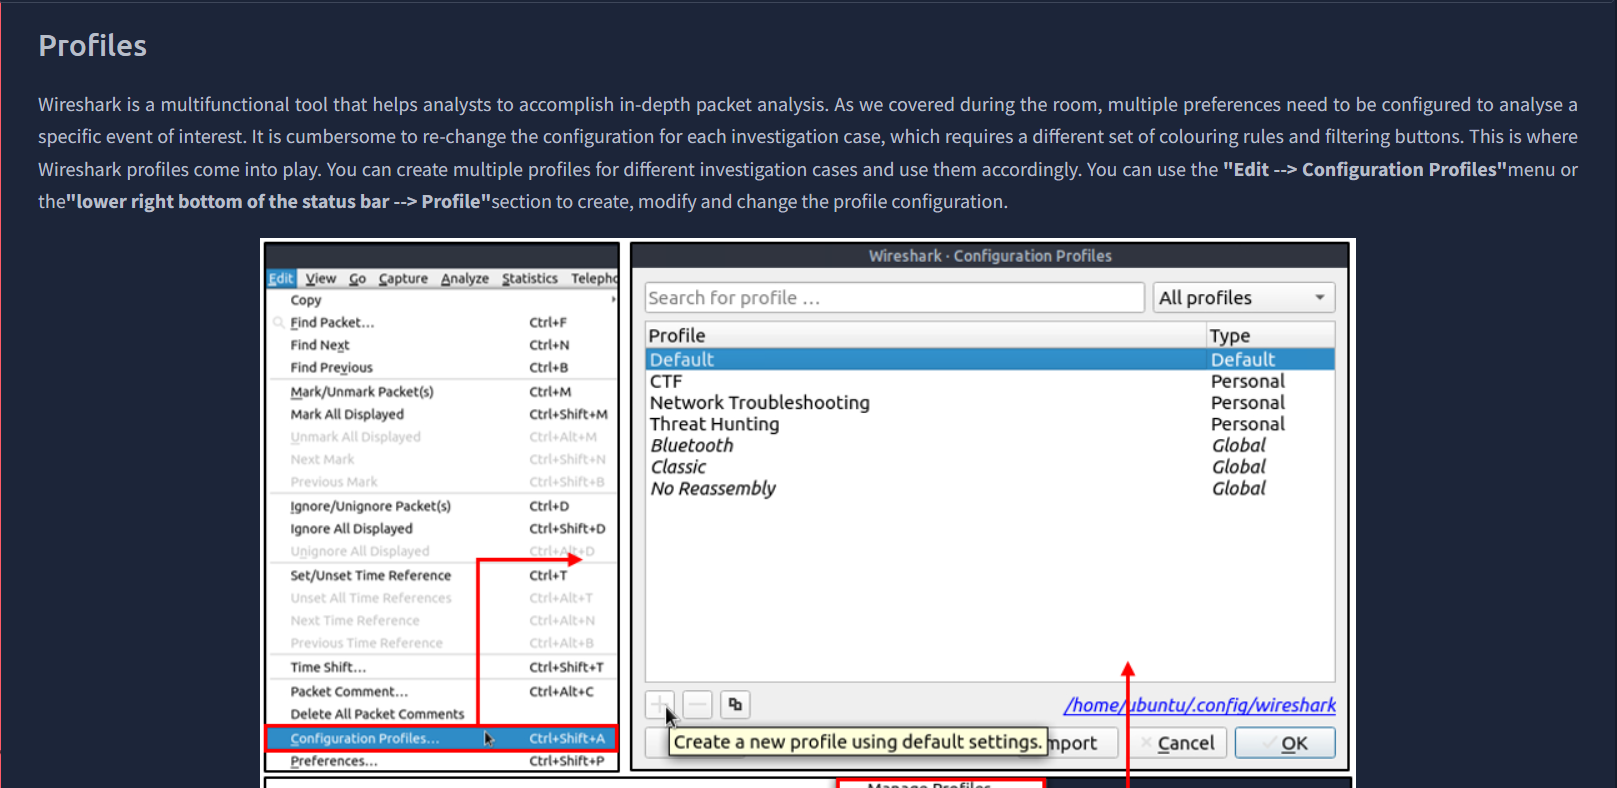 Profiles
Wireshark is a multifunctional tool that helps analysts to accomplish in-depth packet analysis. As we covered during the room, multiple preferences need to be configured to analyse a
specific event of interest. It is cumbersome to re-change the configuration for each investigation case, which requires a different set of colouring rules and filtering buttons. This is where
Wireshark profiles come into play. You can create multiple profiles for different investigation cases and use them accordingly. You can use the "Edit --> Configuration Profiles"menu or
the"lower right bottom of the status bar --> Profile"section to create, modify and change the profile configuration.
Edit View Go Capture Analyze Statistics Telepho
Copy
Find Packet... Ctrl+F
Find Next Ctrl+N
Find Previous Ctrl+B
Mark/Unmark Packet(s) Ctrl+M
Mark All Displayed Ctrl+Shift+M
Unmark All Displayed Ctrl+Alt+M
Next Mark Ctrl+Shift+N
Previous Mark Ctrl+Shift+B
Ignore/Unignore Packet(s) Ctrl+D
Ignore All Displayed Ctrl+Shift+D
Unignore All Displayed Ctrl+Alt+D
Set/Unset Time Reference Ctrl+T
Unset All Time References Ctrl+Alt+T
Next Time Reference Ctrl+Alt+N
Previous Time Reference Ctrl+Alt+B
Time Shift... Ctrl+Shift+T
Packet Comment... Ctrl+Alt+C
Delete All Packet Comments
Configuration Profiles... Ctrl+Shift+A
Preferences... Ctrl+Shift+P
Wireshark · Configuration Profiles
Search for profile ... All profiles
Profile Type
Default Default
CTF Personal
Network Troubleshooting Personal
Threat Hunting Personal
Bluetooth Global
Classic Global
No Reassembly Global
/home/ubuntu/.config/wireshark
Create a new profile using default settings. mport Cancel OK
Manage Profiles